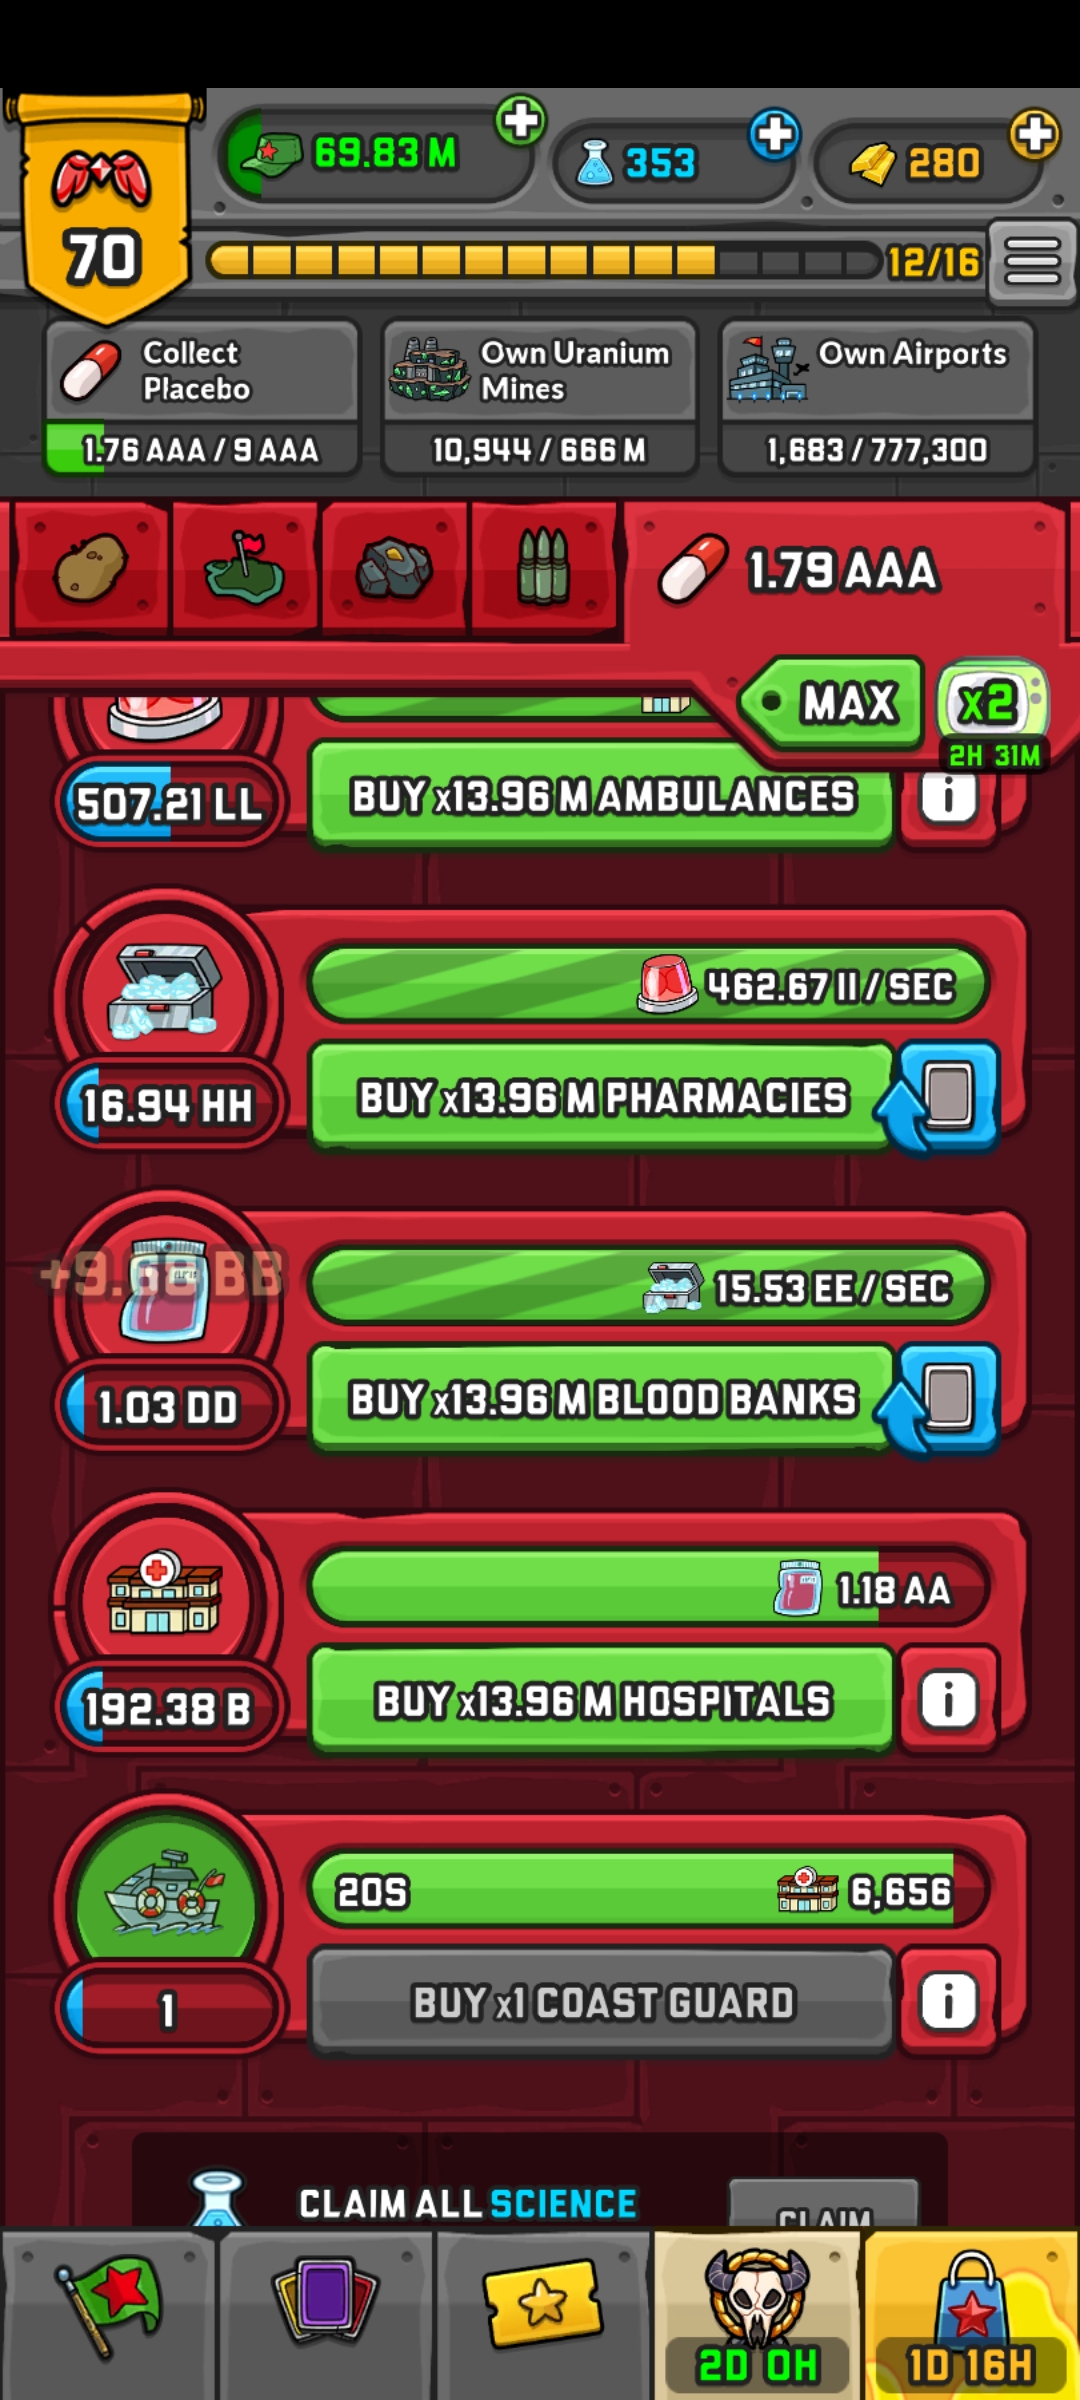 69.83 M
353
280
70
12/16
Collect
Placebo
1.76 AAA / 9 AAA
Own Uranium
Mines
10,944 / 666 M
Own Airports
1,683 / 777,300
1.79 AAA
MAX
x2
2H 31M
507.21 LL
BUY x13.96 M AMBULANCES
i
462.67 II / SEC
16.94 HH
BUY x13.96 M PHARMACIES
15.53 EE / SEC
1.03 DD
BUY x13.96 M BLOOD BANKS
1.18 AA
192.38 B
BUY x13.96 M HOSPITALS
i
20S
6,656
1
BUY x1 COAST GUARD
i
CLAIM ALL SCIENCE
CLAIM
2D 0H
1D 16H